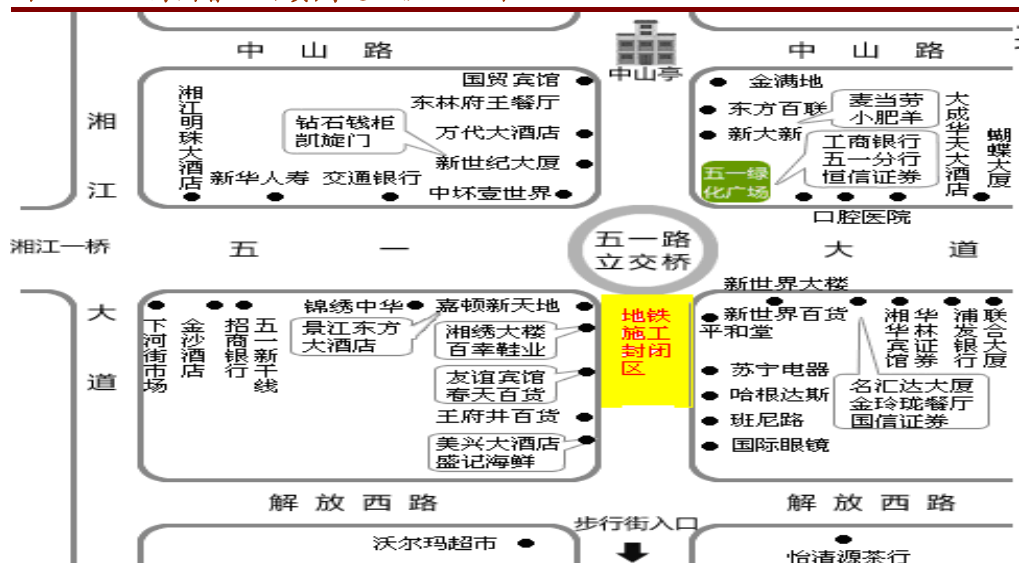 中山路
中山路
中山亭
湘
江
大
道
湘江明珠大酒店
国贸宾馆
东林府王餐厅
钻石钱柜
凯旋门
万代大酒店
新世纪大厦
新华人寿
交通银行
中环壹世界
金满地
东方百联
新大新
麦当劳
小肥羊
工商银行
五一分行
恒信证券
大成华天大酒店
蝴蝶大厦
五一绿
化广场
口腔医院
湘江一桥
五一
五一路
立交桥
大道
新世界大楼
锦绣中华
嘉顿新天地
景江东方
大酒店
湘绣大楼
百幸鞋业
友谊宾馆
春天百货
王府井百货
美兴大酒店
盛记海鲜
下河街市场
金沙酒店
招商银行
五一新干线
地铁
施工
封闭
区
新世界百货
平和堂
苏宁电器
哈根达斯
班尼路
国际眼镜
湘华宾馆
华林证券
浦发银行
联合大厦
名汇达大厦
金玲珑餐厅
国信证券
解放西路
解放西路
步行街入口
沃尔玛超市
怡清源茶行